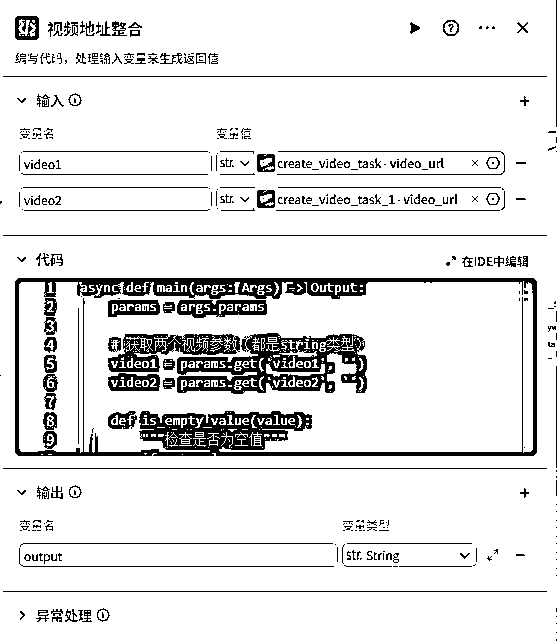 视频地址整合
编写代码，处理输入变量来生成返回值
输入
变量名 变量值
video1 str. create_video_task - video_url
video2 str. create_video_task_1 - video_url
代码 在IDE中编辑
1 async def main(args: Args) -> Output:
2 params = args.params
3
4 # 获取两个视频参数（都是string类型）
5 video1 = params.get('video1', '')
6 video2 = params.get('video2', '')
7
8 def is_empty_value(value):
9 """检查是否为空值"""
输出
变量名 变量类型
output str. String
异常处理